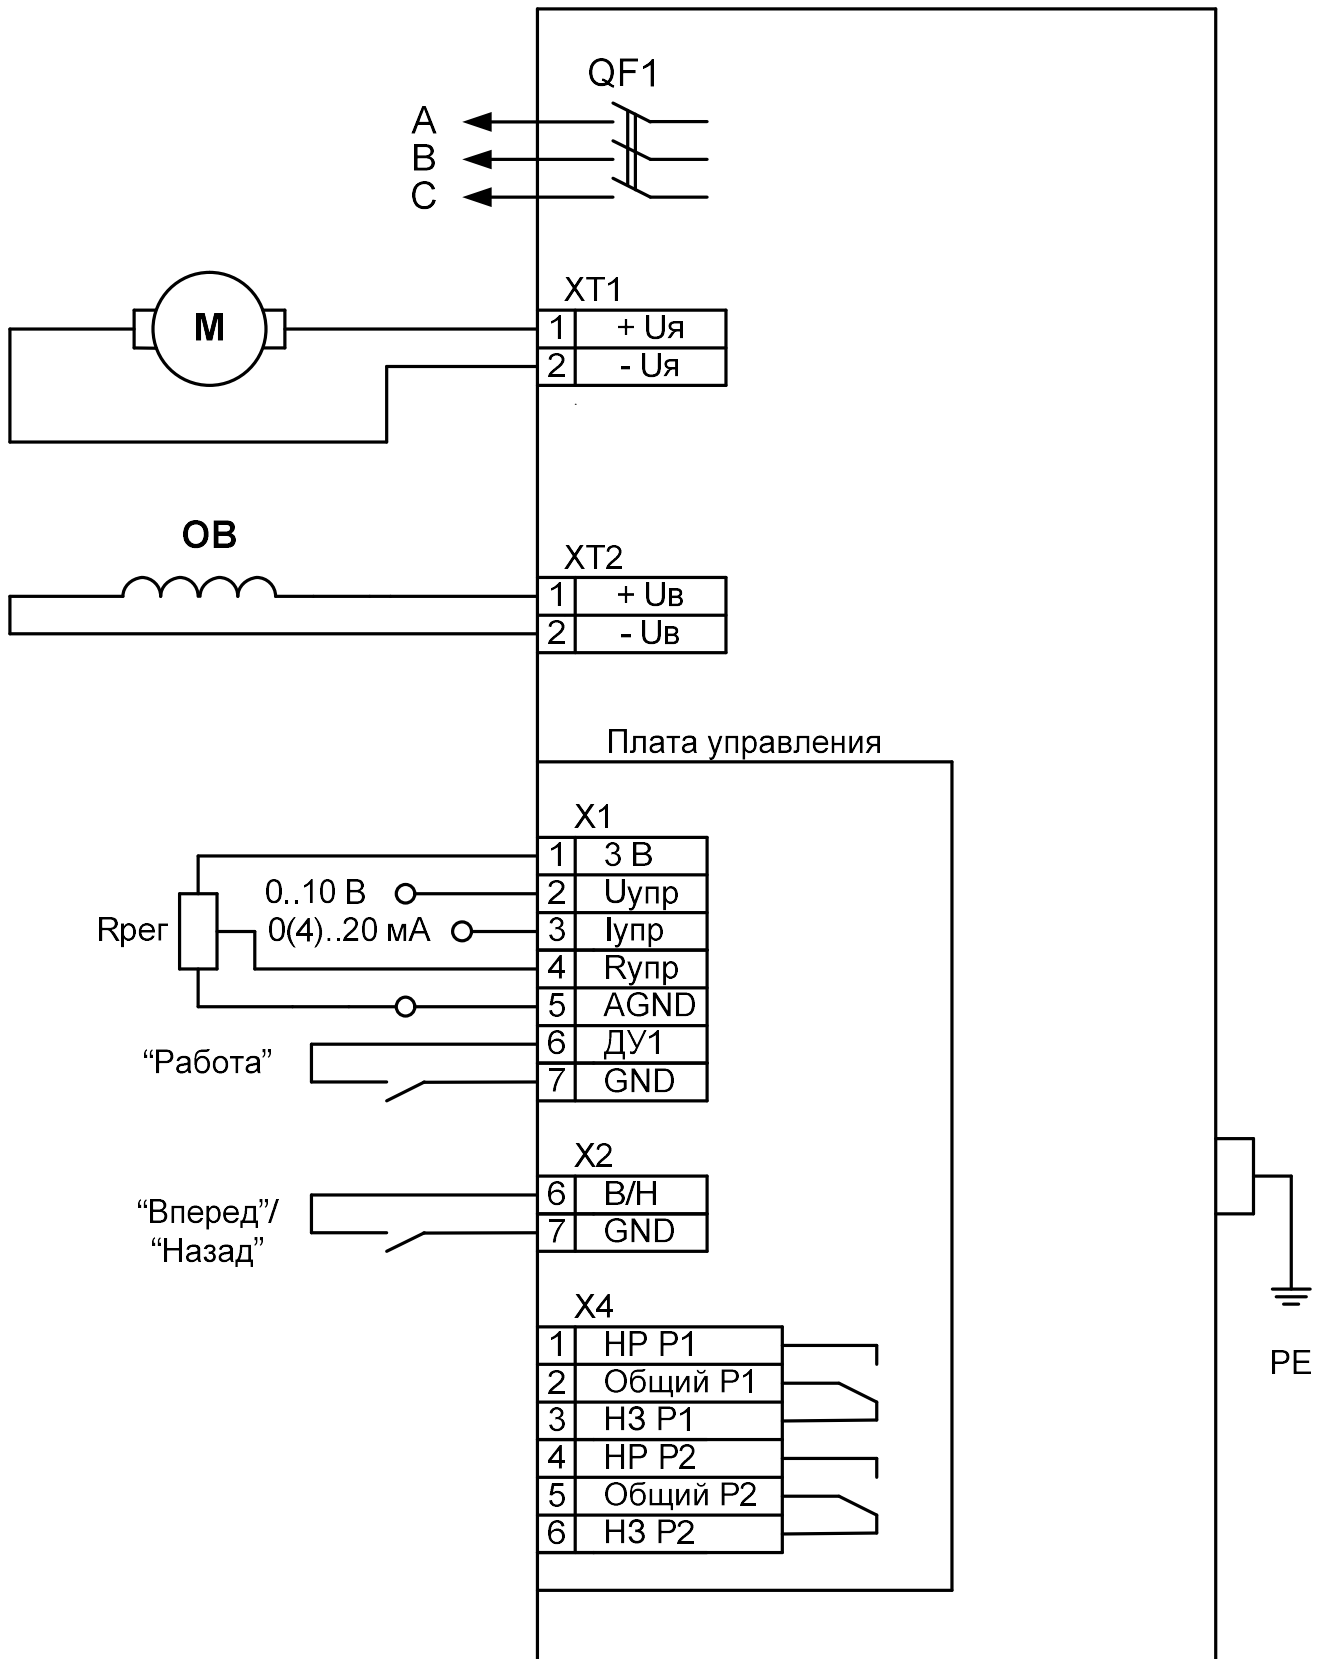 QF1
A
B
C
XT1
M
1 + Uя
2 - Uя
ОВ
XT2
1 + Uв
2 - Uв
Плата управления
X1
1 3 В
0..10 В 2 Uупр
Rрег 0(4)..20 мА 3 Iупр
4 Rупр
5 AGND
“Работа” 6 ДУ1
7 GND
X2
“Вперед”/ 6 В/Н
“Назад” 7 GND
X4
1 НР Р1
2 Общий Р1
3 НЗ Р1
4 НР Р2
5 Общий Р2
6 НЗ Р2
PE